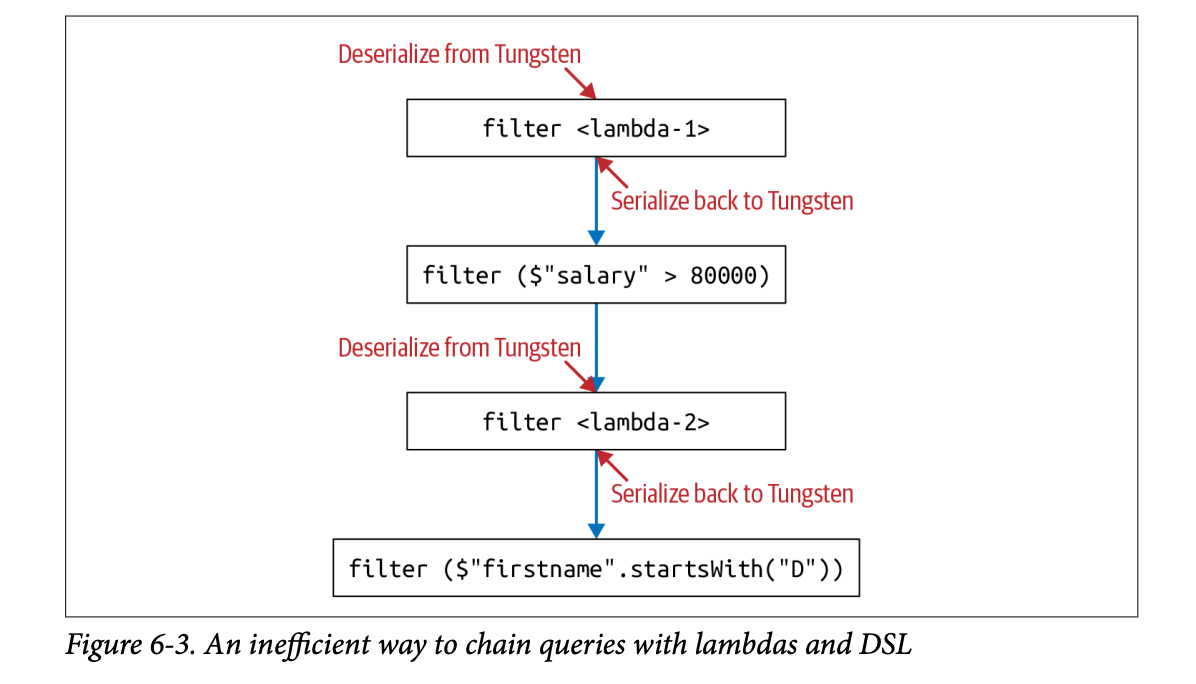 Deserialize from Tungsten
filter <lambda-1>
Serialize back to Tungsten
filter ($"salary" > 80000)
Deserialize from Tungsten
filter <lambda-2>
Serialize back to Tungsten
filter ($"firstname".startsWith("D"))
Figure 6-3. An inefficient way to chain queries with lambdas and DSL